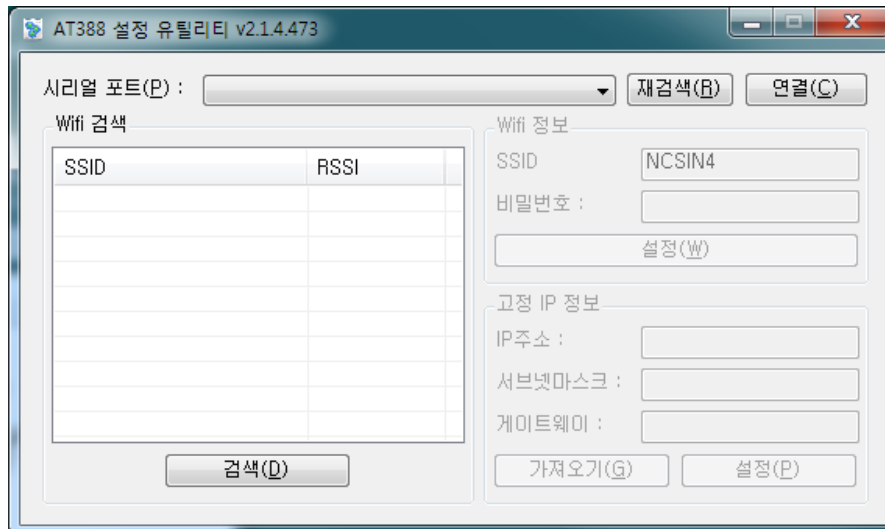 AT388 설정 유틸리티 v2.1.4.473
시리얼 포트(P) : 재검색(R) 연결(C)
Wifi 검색
SSID RSSI
검색(D)
Wifi 정보
SSID NCSIN4
비밀번호 :
설정(W)
고정 IP 정보
IP주소 :
서브넷마스크 :
게이트웨이 :
가져오기(G) 설정(P)